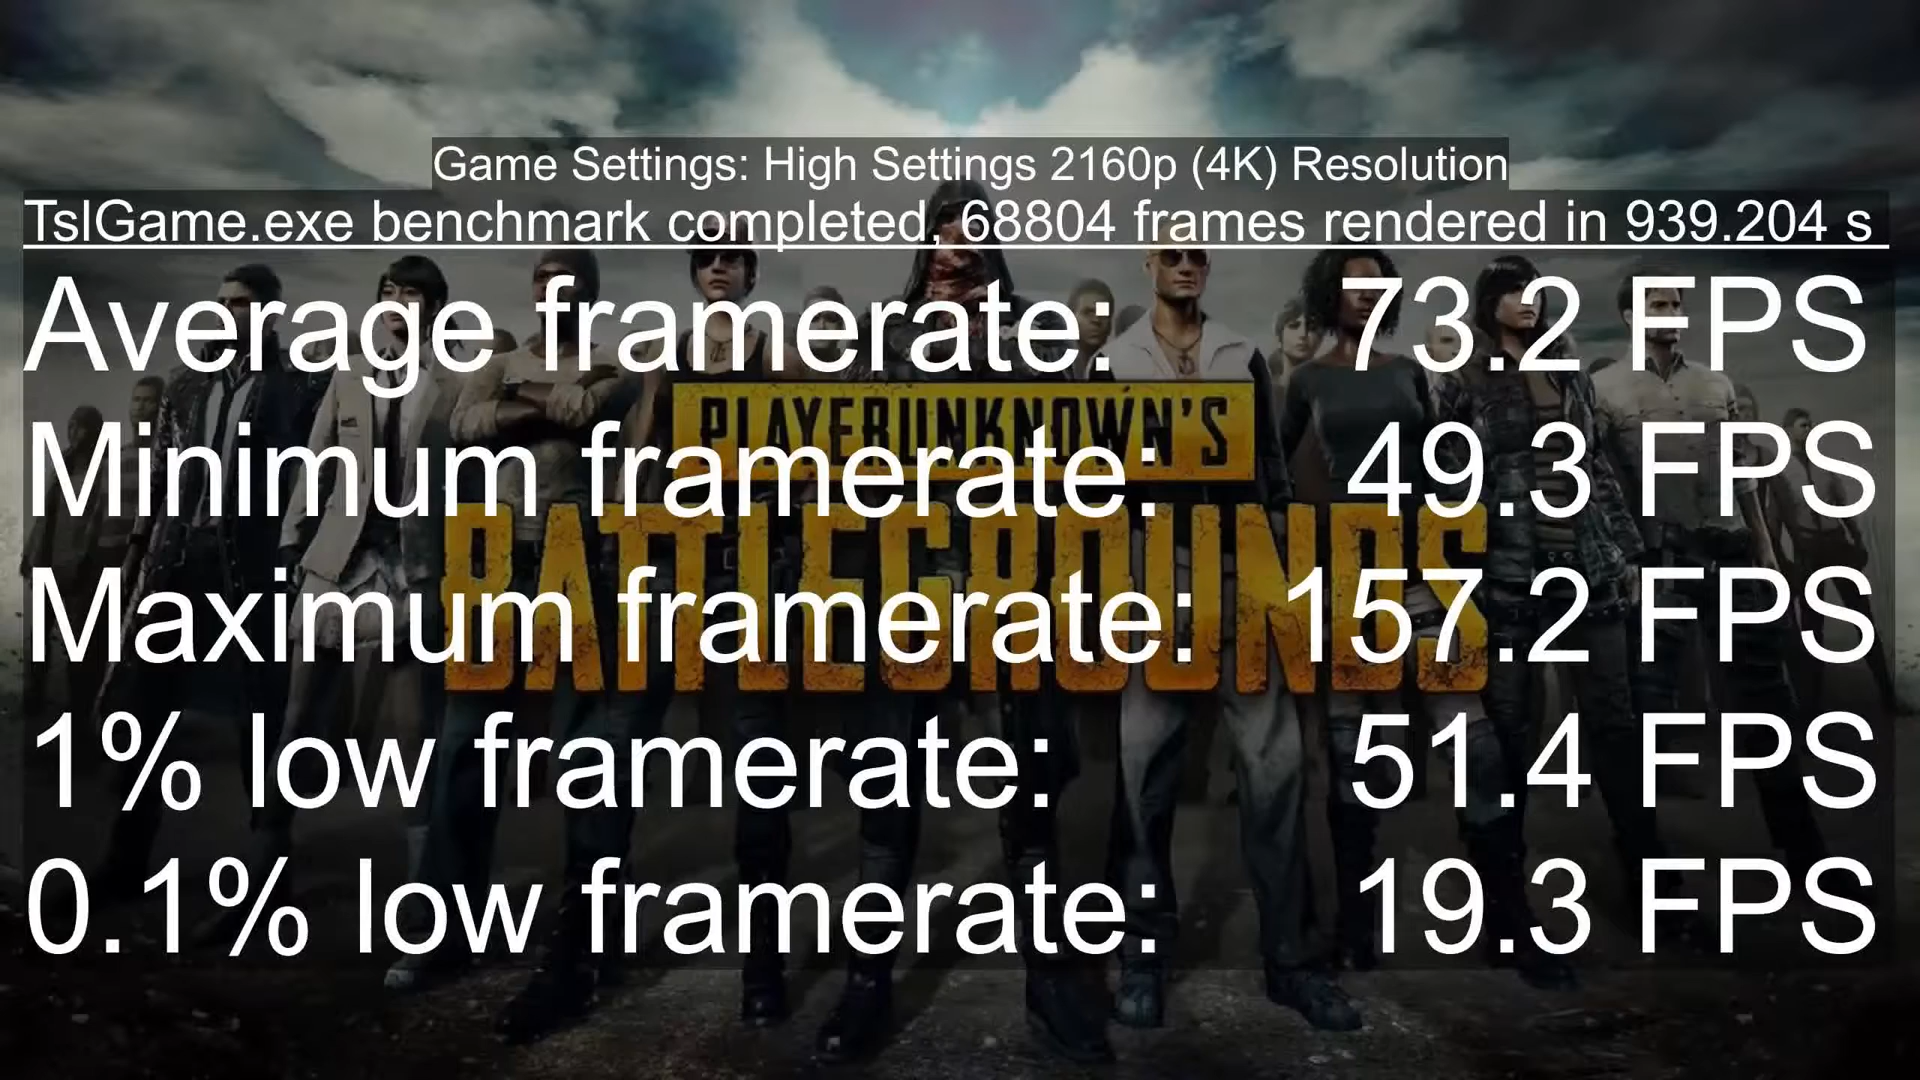 Game Settings: High Settings 2160p (4K) Resolution
TslGame.exe benchmark completed, 68804 frames rendered in 939.204 s
Average framerate: 73.2 FPS
PLAYERUNKNOWN'S
Minimum framerate: 49.3 FPS
BATTLEGROUNDS
Maximum framerate: 157.2 FPS
1% low framerate: 51.4 FPS
0.1% low framerate: 19.3 FPS